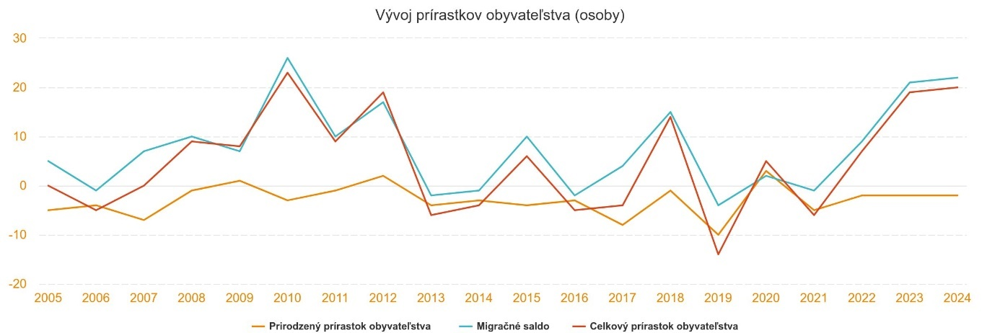 Vývoj prírastkov obyvateľstva (osoby)
30
20
10
0
-10
-20
2005 2006 2007 2008 2009 2010 2011 2012 2013 2014 2015 2016 2017 2018 2019 2020 2021 2022 2023 2024
Prirodzený prírastok obyvateľstva Migračné saldo Celkový prírastok obyvateľstva